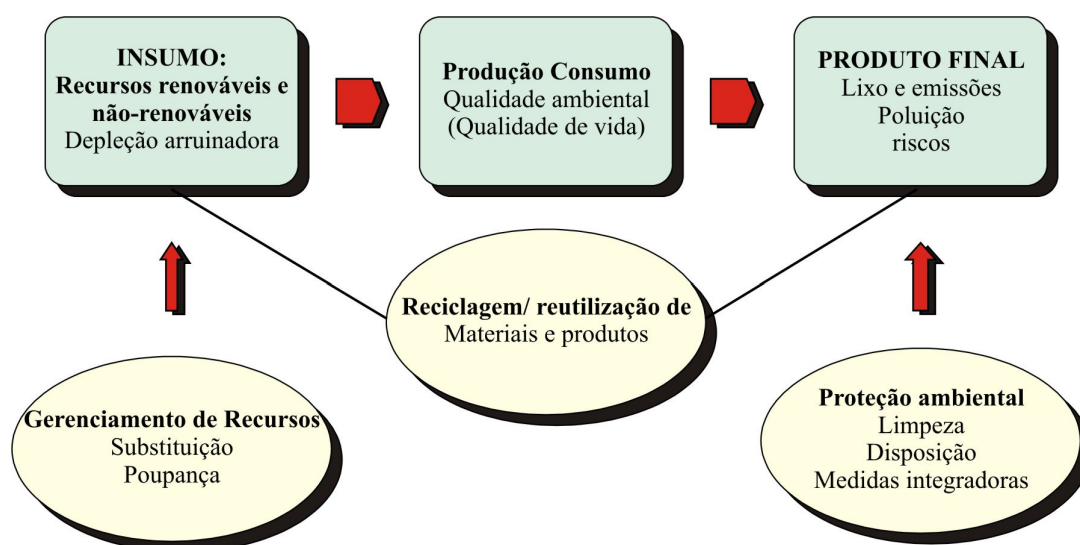 INSUMO:
Recursos renováveis e
não-renováveis
Depleção arruinadora
Produção Consumo
Qualidade ambiental
(Qualidade de vida)
PRODUTO FINAL
Lixo e emissões
Poluição
riscos
Reciclagem/ reutilização de
Materiais e produtos
Gerenciamento de Recursos
Substituição
Poupança
Proteção ambiental
Limpeza
Disposição
Medidas integradoras